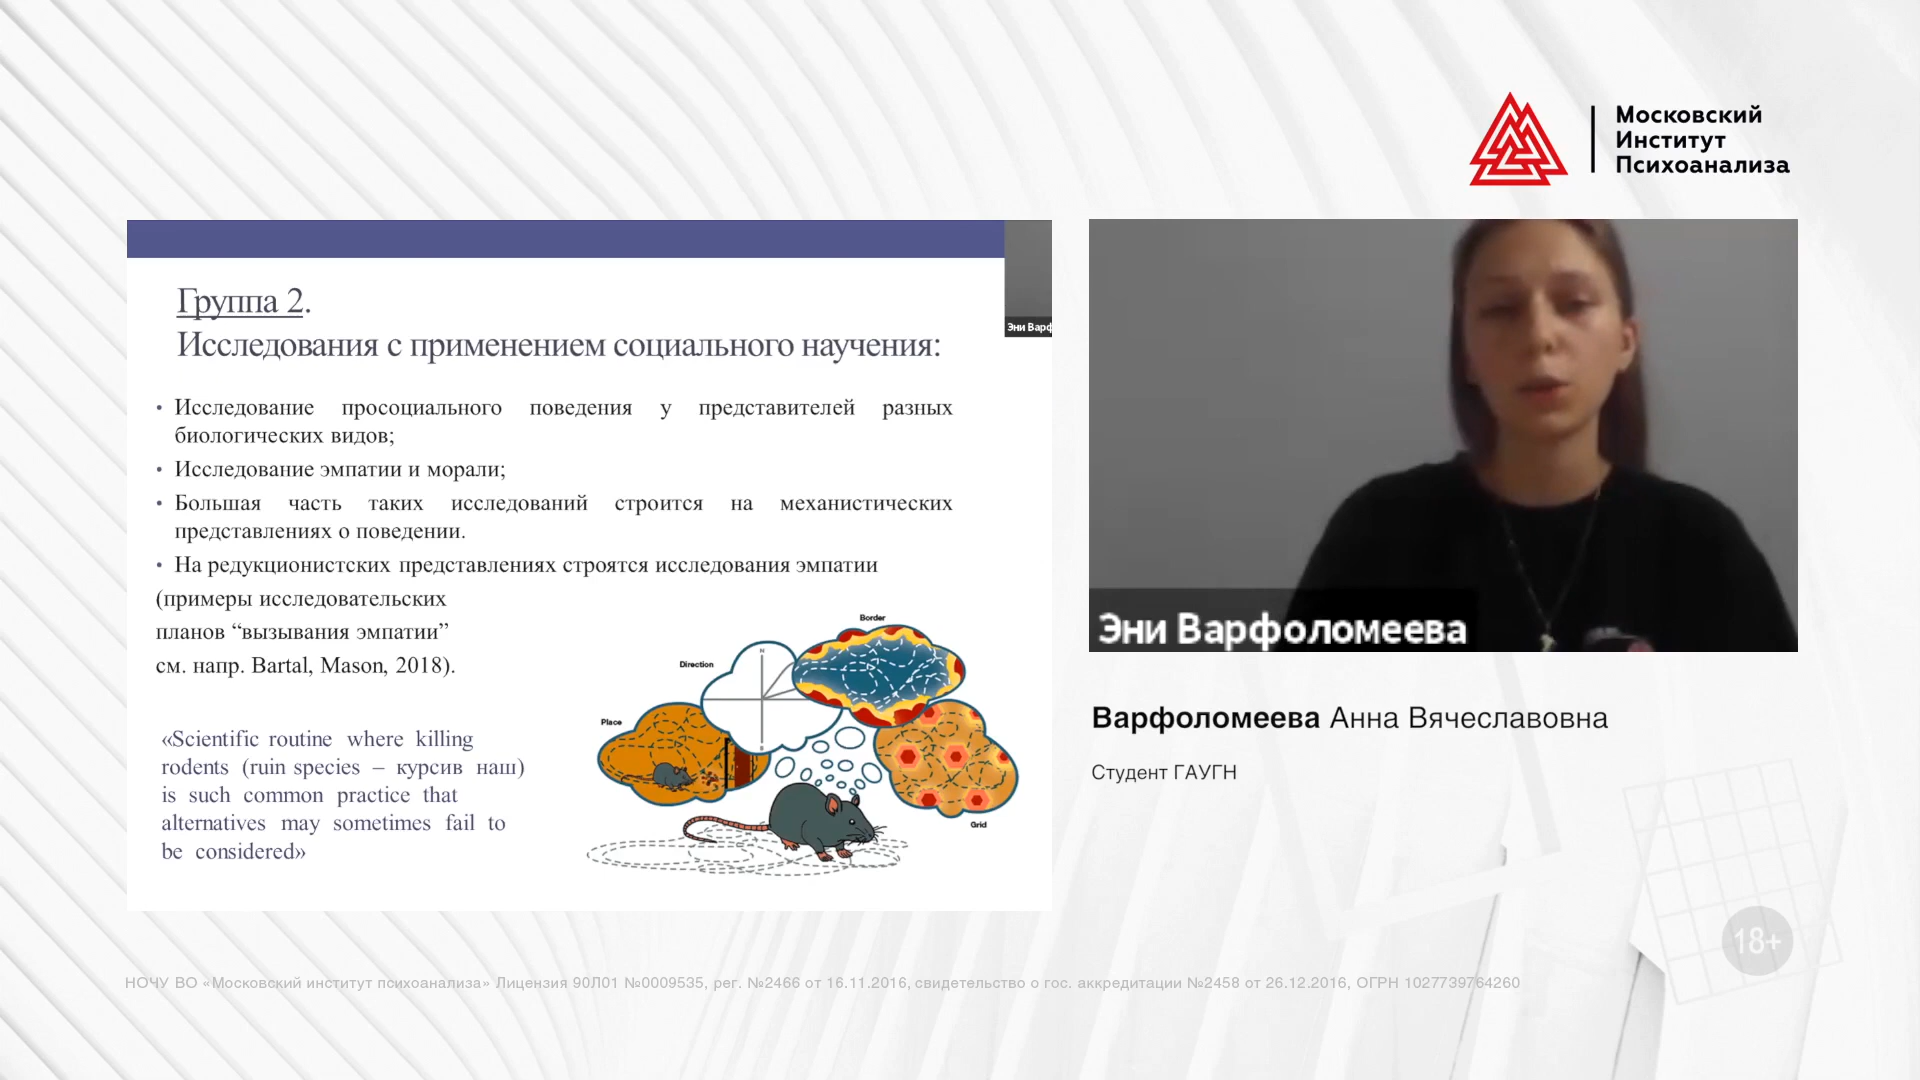 Московский
Институт
Психоанализа
Эни Варф
Группа 2.
Исследования с применением социального научения:
• Исследование просоциального поведения у представителей разных
биологических видов;
• Исследование эмпатии и морали;
• Большая часть таких исследований строится на механистических
представлениях о поведении.
• На редукционистских представлениях строятся исследования эмпатии
(примеры исследовательских
планов “вызывания эмпатии”
см. напр. Bartal, Mason, 2018).
«Scientific routine where killing
rodents (ruin species – курсив наш)
is such common practice that
alternatives may sometimes fail to
be considered»
Border
Direction
N
Place
Grid
Эни Варфоломеева
Варфоломеева Анна Вячеславовна
Студент ГАУГН
18+
НОЧУ ВО «Московский институт психоанализа» Лицензия 90Л01 №0009535, рег. №2466 от 16.11.2016, свидетельство о гос. аккредитации №2458 от 26.12.2016, ОГРН 1027739764260